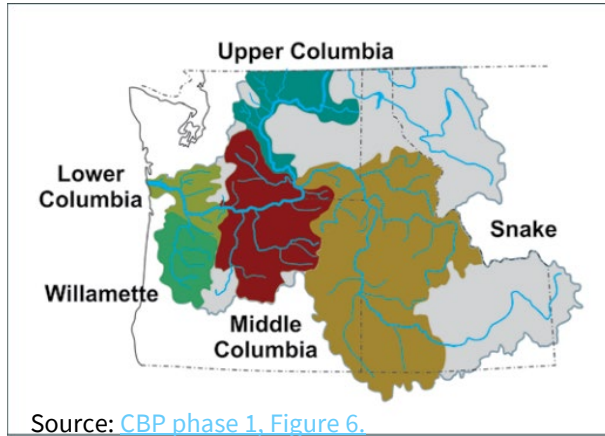 Upper Columbia
Lower
Columbia
Snake
Willamette
Middle
Columbia
Source: CBP phase 1, Figure 6.